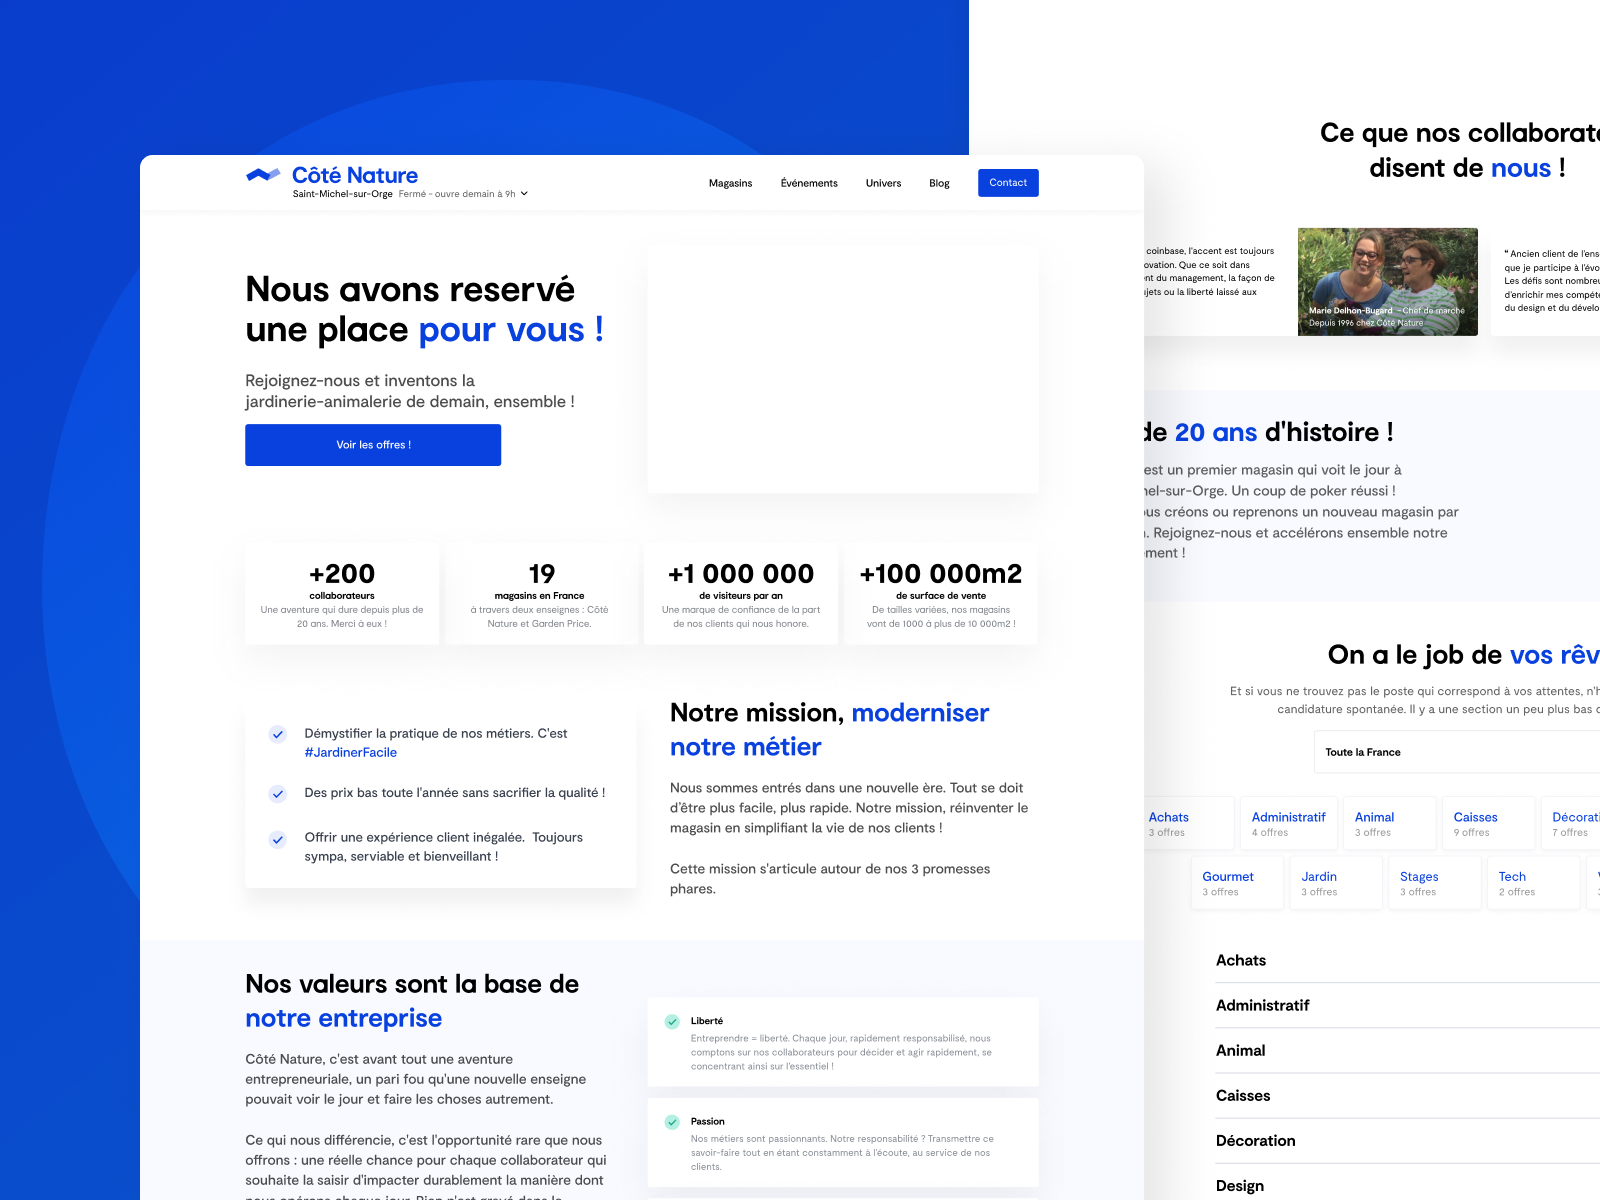 Côté Nature
Saint-Michel-sur-Orge Fermé - ouvre demain à 9h
Magasins
Événements
Univers
Blog
Contact
Nous avons reservé
une place pour vous !
Rejoignez-nous et inventons la
jardinerie-animalerie de demain, ensemble !
Voir les offres !
+200
collaborateurs
Une aventure qui dure depuis plus de
20 ans. Merci à eux !
19
magasins en France
à travers deux enseignes : Côté
Nature et Garden Price.
+1 000 000
de visiteurs par an
Une marque de confiance de la part
de nos clients qui nous honore.
+100 000m2
de surface de vente
De tailles variées, nos magasins
vont de 1000 à plus de 10 000m2 !
Démystifier la pratique de nos métiers. C'est
#JardinerFacile
Des prix bas toute l'année sans sacrifier la qualité !
Offrir une expérience client inégalée. Toujours
sympa, serviable et bienveillant !
Notre mission, moderniser
notre métier
Nous sommes entrés dans une nouvelle ère. Tout se doit
d'être plus facile, plus rapide. Notre mission, réinventer le
magasin en simplifiant la vie de nos clients !
Cette mission s'articule autour de nos 3 promesses
phares.
Nos valeurs sont la base de
notre entreprise
Côté Nature, c'est avant tout une aventure
entrepreneuriale, un pari fou qu'une nouvelle enseigne
pouvait voir le jour et faire les choses autrement.
Ce qui nous différencie, c'est l'opportunité rare que nous
offrons : une réelle chance pour chaque collaborateur qui
souhaite la saisir d'impacter durablement la manière dont
Liberté
Entreprendre = liberté. Chaque jour, rapidement responsabilisé, nous
comptons sur nos collaborateurs pour décider et agir rapidement, se
concentrant ainsi sur l'essentiel !
Passion
Nos métiers sont passionnants. Notre responsabilité ? Transmettre ce
savoir-faire tout en étant constamment à l'écoute, au service de nos
clients.
Ce que nos collaborat
disent de nous !
coinbase, l'accent est toujours
ovation. Que ce soit dans
nt du management, la façon de
jets ou la liberté laissé aux
Marie Delhon-Bugard - Chef de marché
Depuis 1996 chez Côté Nature
“ Ancien client de l'ens
que je participe à l'évo
Les défis sont nombreu
d'enrichir mes compéte
du design et du dévelo
de 20 ans d'histoire !
est un premier magasin qui voit le jour à
hel-sur-Orge. Un coup de poker réussi !
ous créons ou reprenons un nouveau magasin par
. Rejoignez-nous et accélérons ensemble notre
ement !
On a le job de vos rêv
Et si vous ne trouvez pas le poste qui correspond à vos attentes, n'h
candidature spontanée. Il y a une section un peu plus bas
Toute la France
Achats
3 offres
Administratif
4 offres
Animal
3 offres
Caisses
9 offres
Décorati
7 offres
Gourmet
3 offres
Jardin
3 offres
Stages
3 offres
Tech
2 offres
Achats
Administratif
Animal
Caisses
Décoration
Design